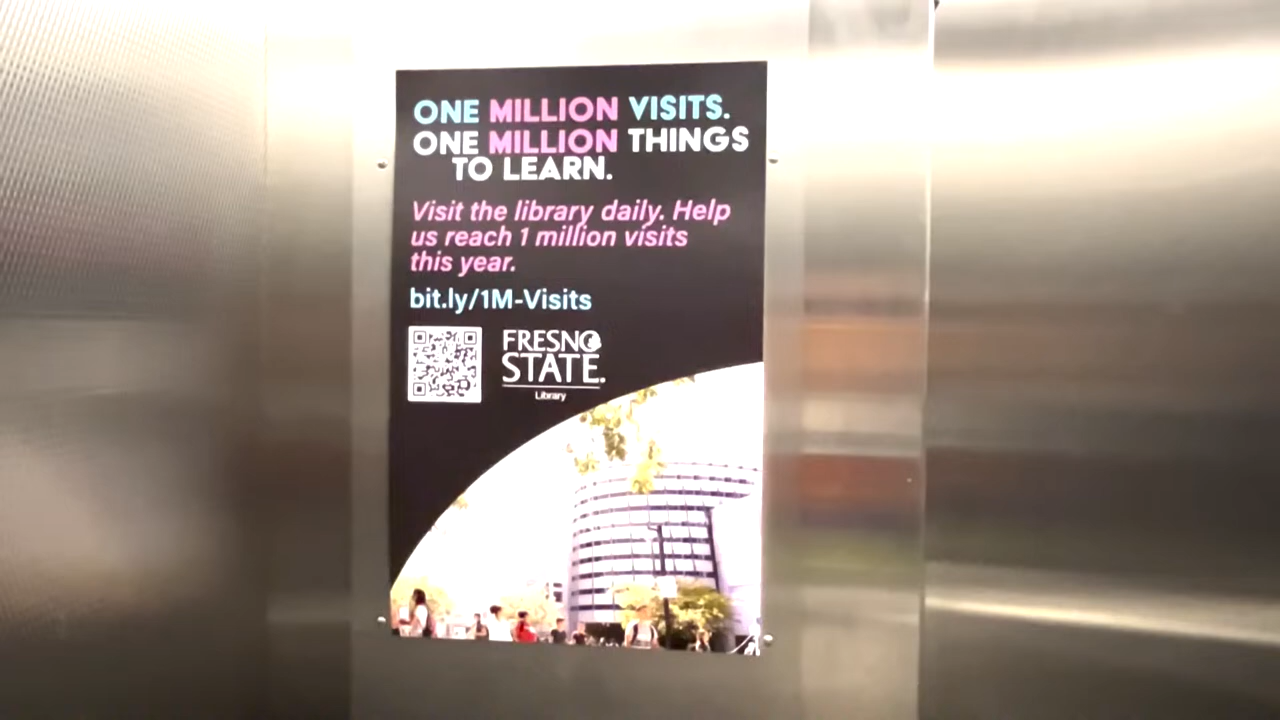 ONE MILLION VISITS.
ONE MILLION THINGS
TO LEARN.
Visit the library daily. Help
us reach 1 million visits
this year.
bit.ly/1M-Visits
FRESNO
STATE.
Library